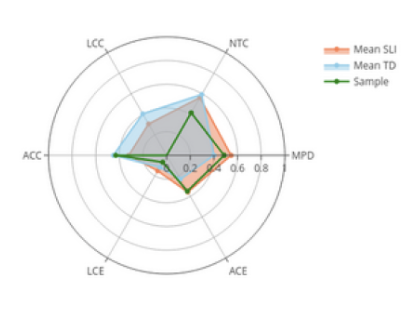 LCC
NTC
Mean SLI
Mean TD
Sample
ACC
MPD
0 0.2 0.4 0.6 0.8 1
LCE
ACE